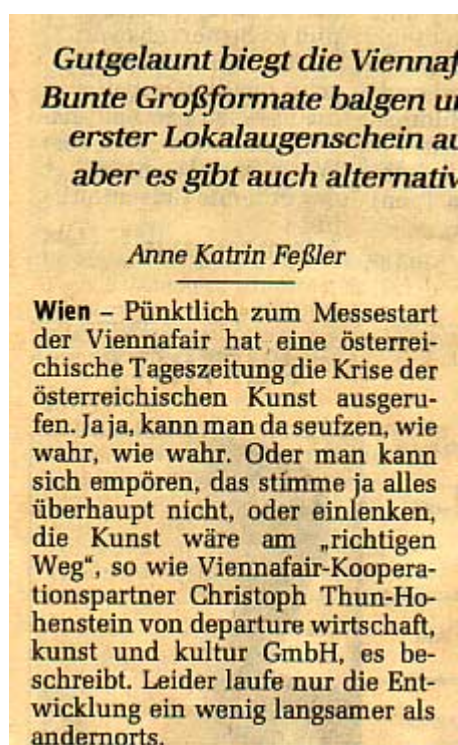 Gutgelaunt biegt die Viennaf
Bunte Großformate balgen u
erster Lokalaugenschein au
aber es gibt auch alternativ
Anne Katrin Feßler
Wien – Pünktlich zum Messestart
der Viennafair hat eine österrei-
chische Tageszeitung die Krise der
österreichischen Kunst ausgeru-
fen. Ja ja, kann man da seufzen, wie
wahr, wie wahr. Oder man kann
sich empören, das stimme ja alles
überhaupt nicht, oder einlenken,
die Kunst wäre am „richtigen
Weg“, so wie Viennafair-Koopera-
tionspartner Christoph Thun-Ho-
henstein von departure wirtschaft,
kunst und kultur GmbH, es be-
schreibt. Leider laufe nur die Ent-
wicklung ein wenig langsamer als
andernorts.